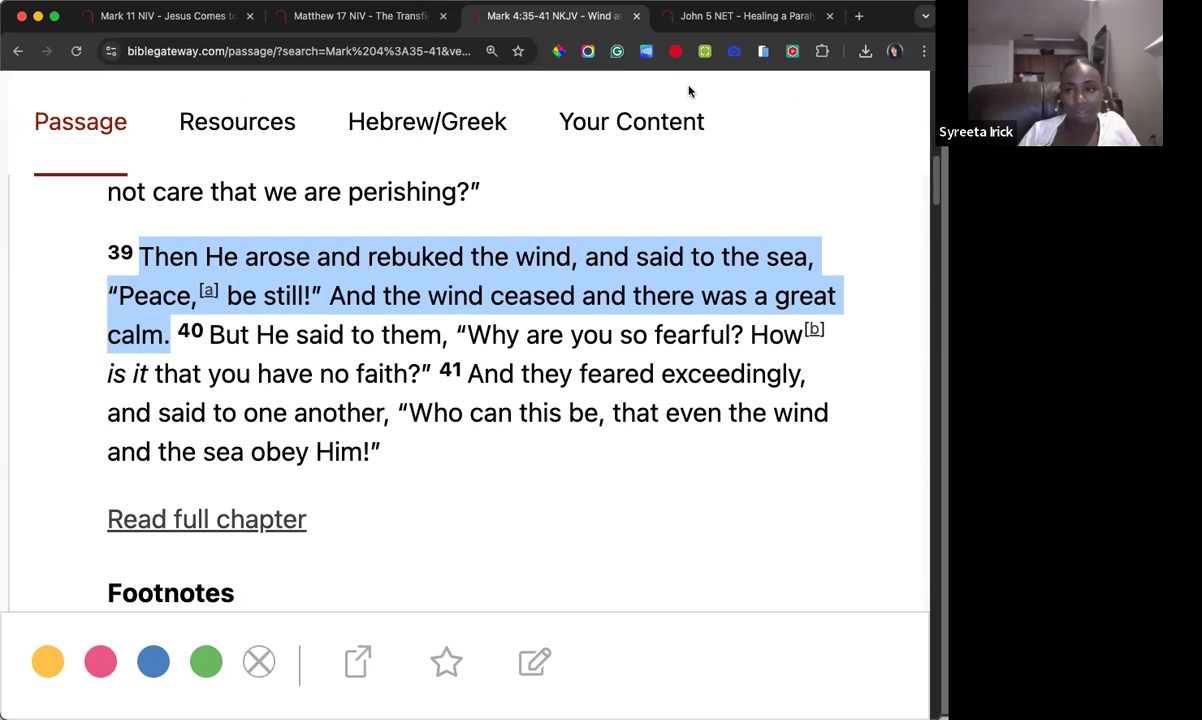 Mark 11 NIV - Jesus Comes to
Matthew 17 NIV - The Transfi
Mark 4:35-41 NKJV - Wind a
John 5 NET - Healing a Paraly
biblegateway.com/passage/?search=Mark%204%3A35-41&ve...
Passage
Resources
Hebrew/Greek
Your Content
Syreeta Irick
not care that we are perishing?”
39 Then He arose and rebuked the wind, and said to the sea,
“Peace,[a] be still!” And the wind ceased and there was a great
calm. 40 But He said to them, “Why are you so fearful? How[b]
is it that you have no faith?” 41 And they feared exceedingly,
and said to one another, “Who can this be, that even the wind
and the sea obey Him!”
Read full chapter
Footnotes